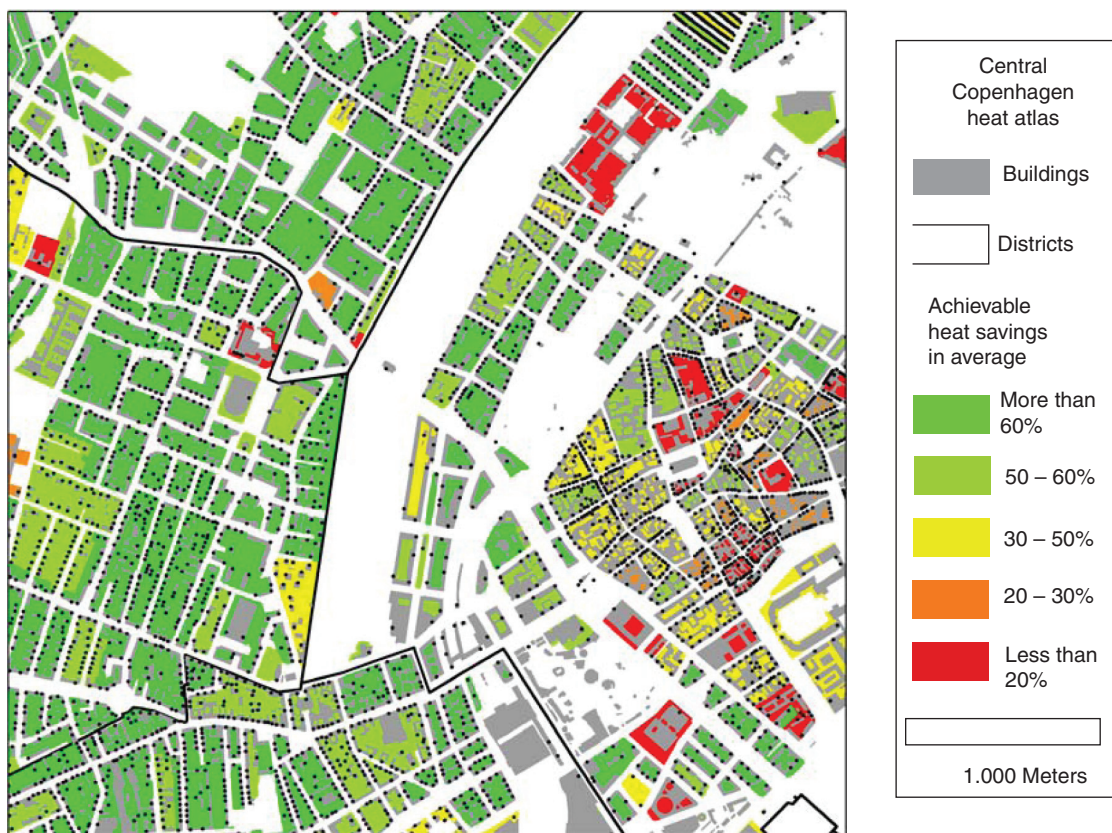 Central
Copenhagen
heat atlas
Buildings
Districts
Achievable
heat savings
in average
More than
60%
50 – 60%
30 – 50%
20 – 30%
Less than
20%
1.000 Meters